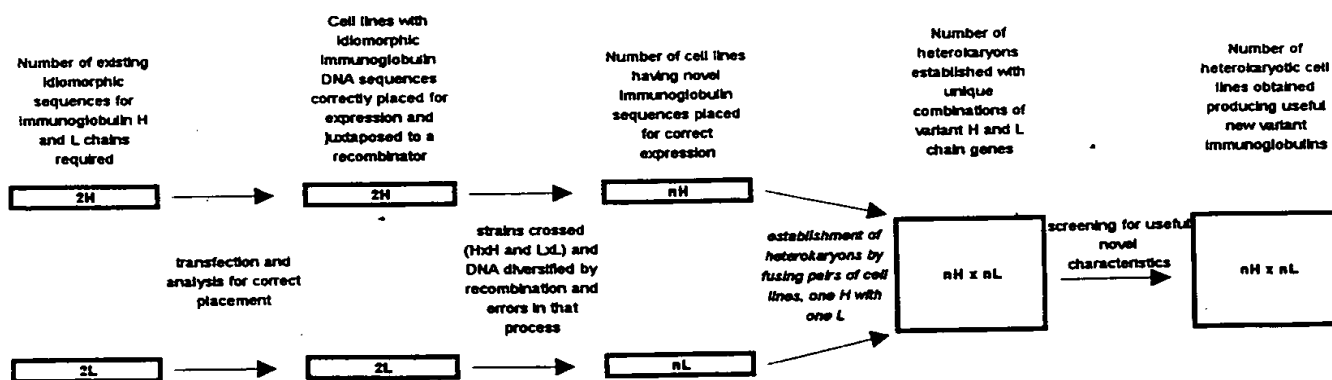 Number of existing
idiomorphic
sequences for
immunoglobulin H
and L chains
required
Cell lines with
idiomorphic
immunoglobulin
DNA sequences
correctly placed for
expression and
juxtaposed to a
recombinator
Number of cell lines
having novel
immunoglobulin
sequences placed
for correct
expression
Number of
heterokaryons
established with
unique
combinations of
variant H and L
chain genes
Number of
heterokaryotic cell
lines obtained
producing useful
new variant
immunoglobulins
2H
2H
nH
transfection and
analysis for correct
placement
strains crossed
(HxH and LxL) and
DNA diversified by
recombination and
errors in that
process
establishment of
heterokaryons by
fusing pairs of cell
lines, one H with
one L
nH x nL
screening for useful
novel
characteristics
nH x nL
2L
2L
nL